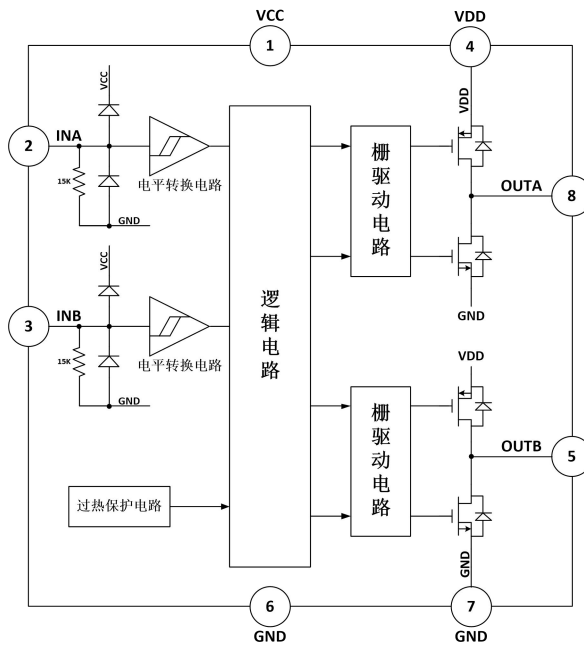 VCC
1
VDD
4
VCC
VDD
2
INA
15K
电平转换电路
GND
栅驱动电路
OUTA
8
VCC
GND
3
INB
15K
电平转换电路
GND
逻辑电路
VDD
栅驱动电路
OUTB
5
过热保护电路
GND
6
GND
7
GND